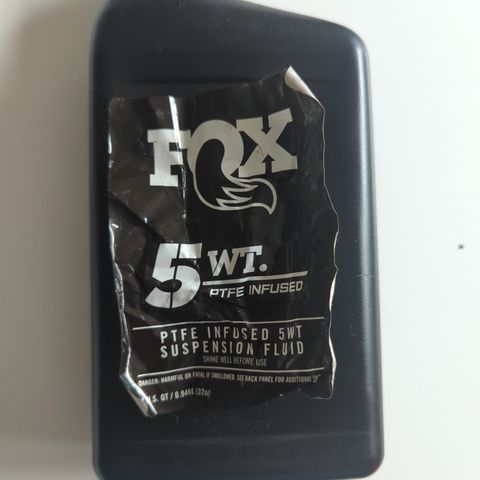 FOX
5 WT.
PTFE INFUSED
PTFE INFUSED 5WT
SUSPENSION FLUID
SHAKE WELL BEFORE USE
DANGER: HARMFUL OR FATAL IF SWALLOWED. SEE BACK PANEL FOR ADDITIONAL
U.S. QT / 0.946L (32oz)